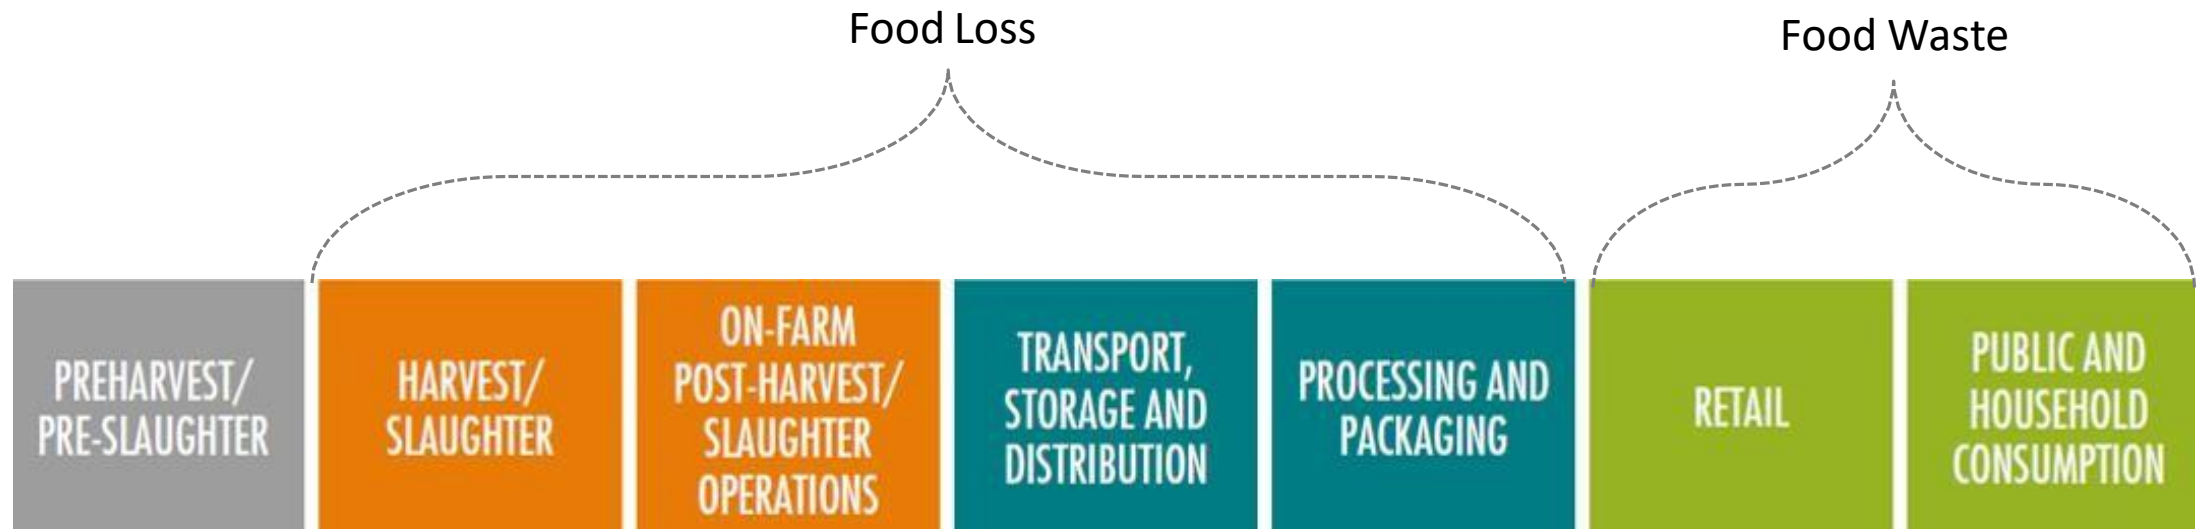 Food Loss
Food Waste
PREHARVEST/
PRE-SLAUGHTER
HARVEST/
SLAUGHTER
ON-FARM
POST-HARVEST/
SLAUGHTER
OPERATIONS
TRANSPORT,
STORAGE AND
DISTRIBUTION
PROCESSING AND
PACKAGING
RETAIL
PUBLIC AND
HOUSEHOLD
CONSUMPTION